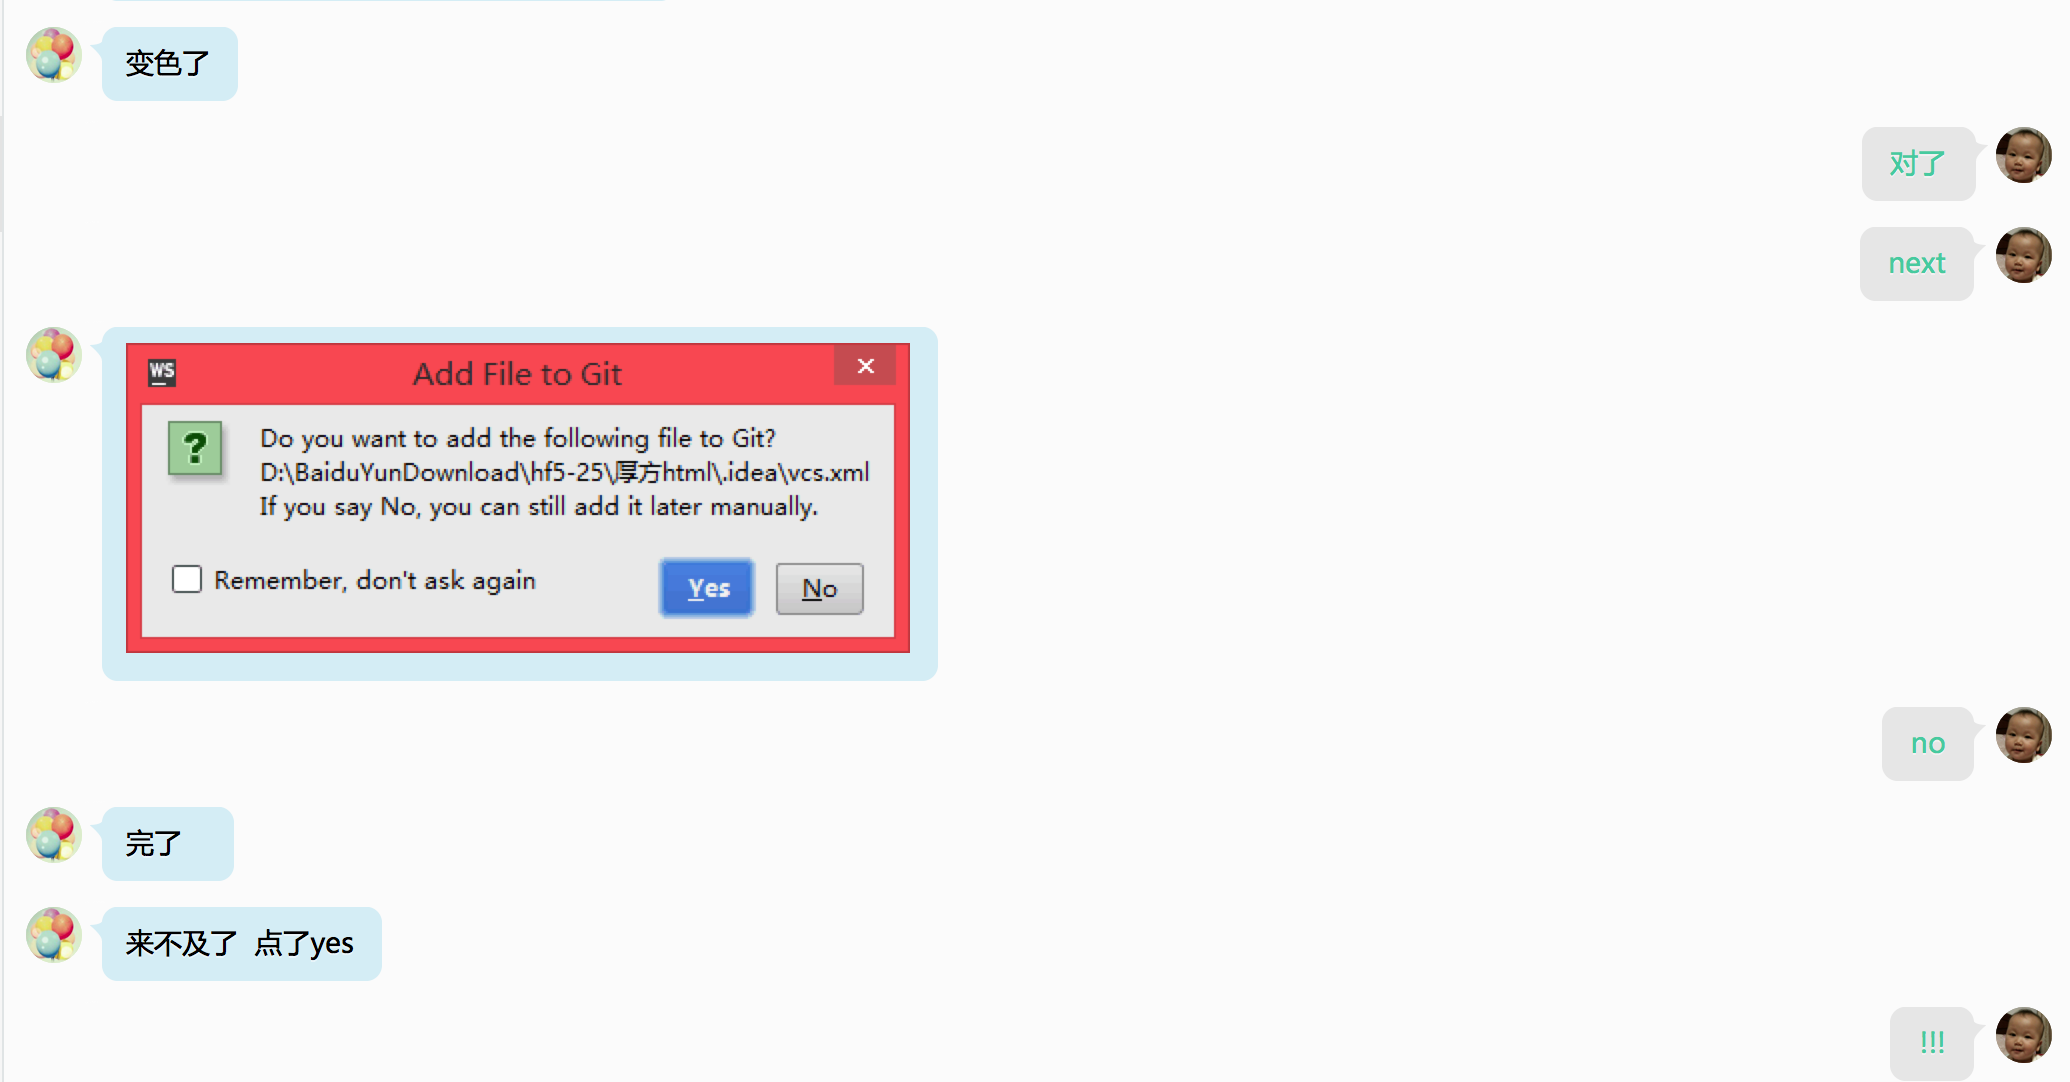 变色了
对了
next
WS
Add File to Git
Do you want to add the following file to Git?
D:\BaiduYunDownload\hf5-25\厚方html\.idea\vcs.xml
If you say No, you can still add it later manually.
Remember, don't ask again
Yes
No
no
完了
来不及了 点了yes
!!!